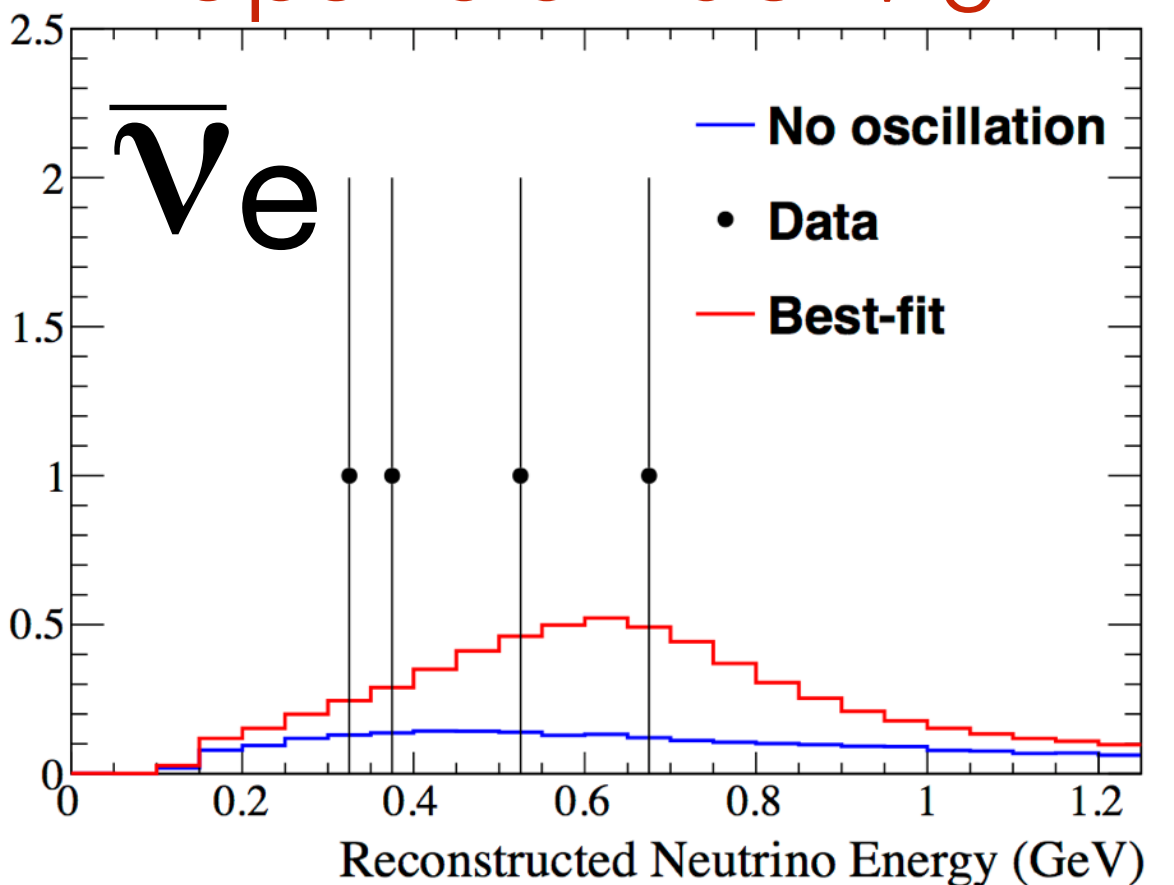 2.5
ν̅e
No oscillation
2
Data
1.5
Best-fit
1
0.5
0
0 0.2 0.4 0.6 0.8 1 1.2
Reconstructed Neutrino Energy (GeV)